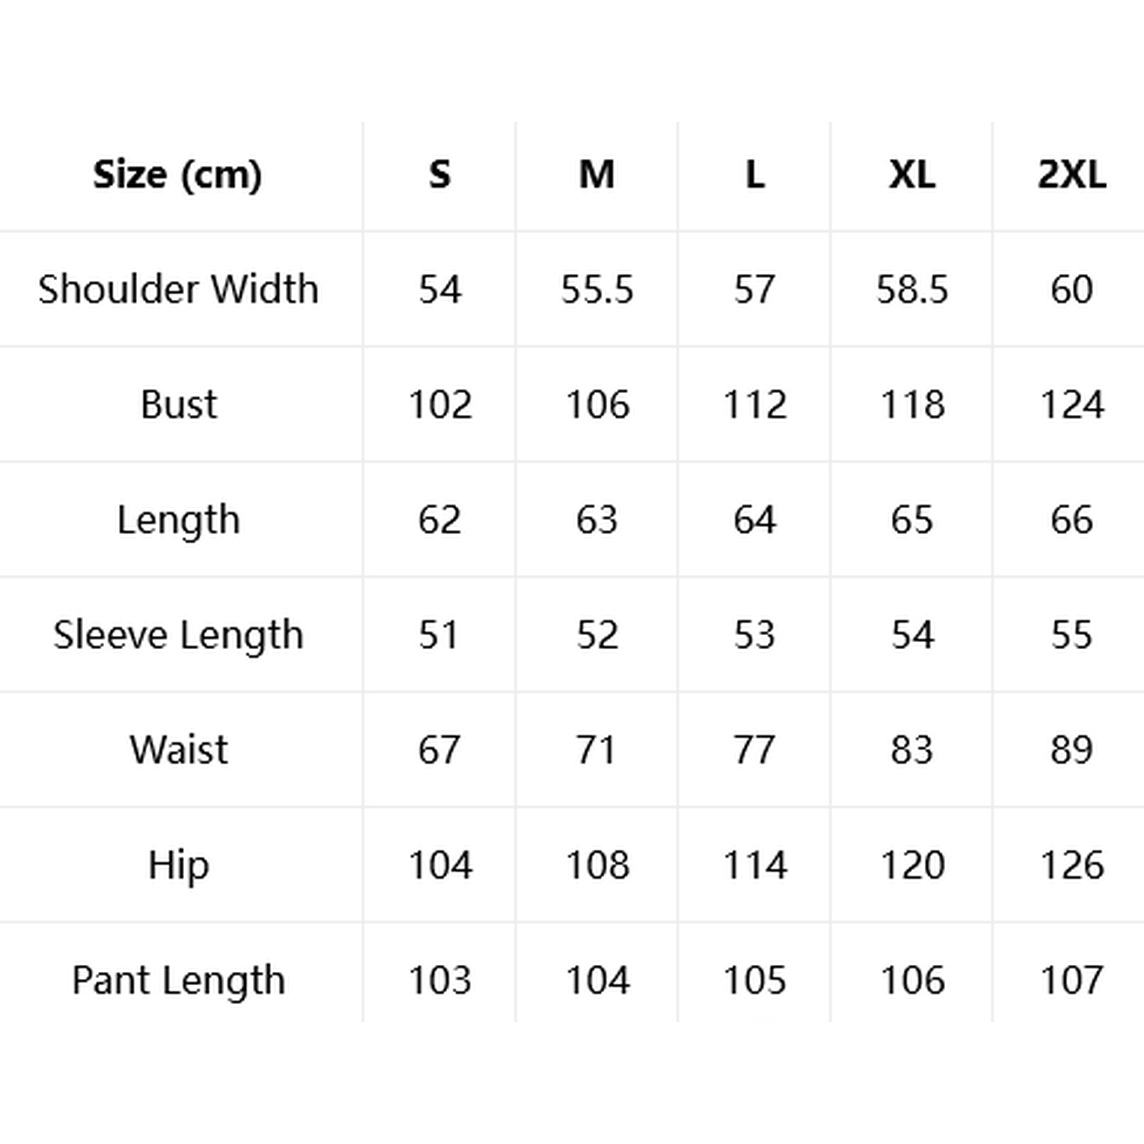 Size (cm) S M L XL 2XL
Shoulder Width 54 55.5 57 58.5 60
Bust 102 106 112 118 124
Length 62 63 64 65 66
Sleeve Length 51 52 53 54 55
Waist 67 71 77 83 89
Hip 104 108 114 120 126
Pant Length 103 104 105 106 107